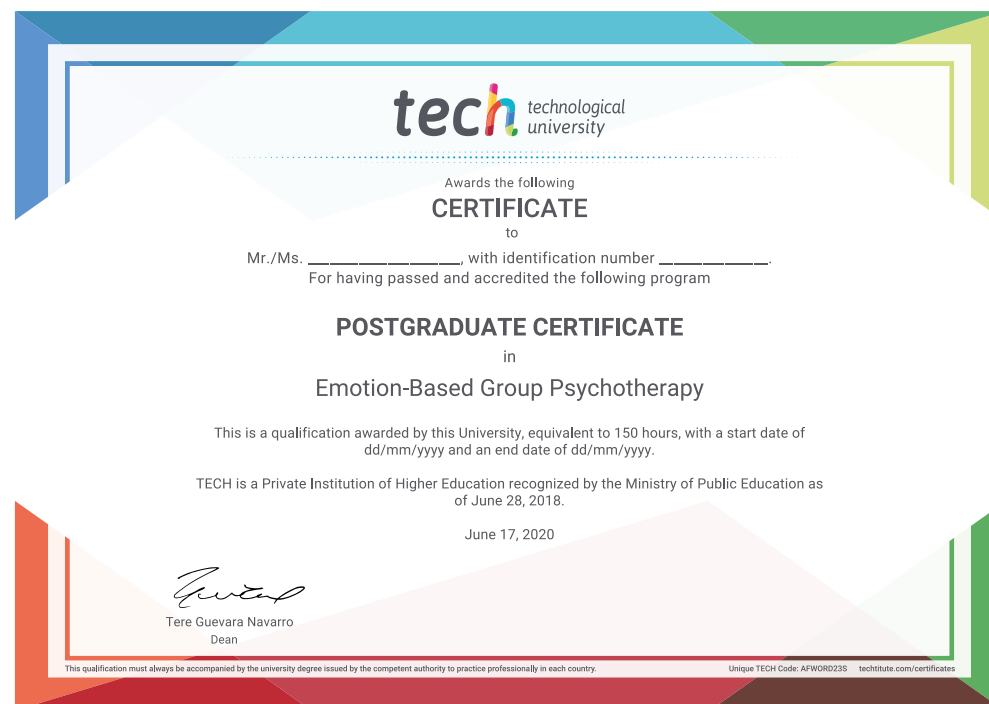 tech technological
university
Awards the following
CERTIFICATE
to
Mr./Ms. ____________________, with identification number ______________.
For having passed and accredited the following program
POSTGRADUATE CERTIFICATE
in
Emotion-Based Group Psychotherapy
This is a qualification awarded by this University, equivalent to 150 hours, with a start date of
dd/mm/yyyy and an end date of dd/mm/yyyy.
TECH is a Private Institution of Higher Education recognized by the Ministry of Public Education as
of June 28, 2018.
June 17, 2020
Tere Guevara Navarro
Dean
This qualification must always be accompanied by the university degree issued by the competent authority to practice professionally in each country.
Unique TECH Code: AFWORD23S techtitute.com/certificates